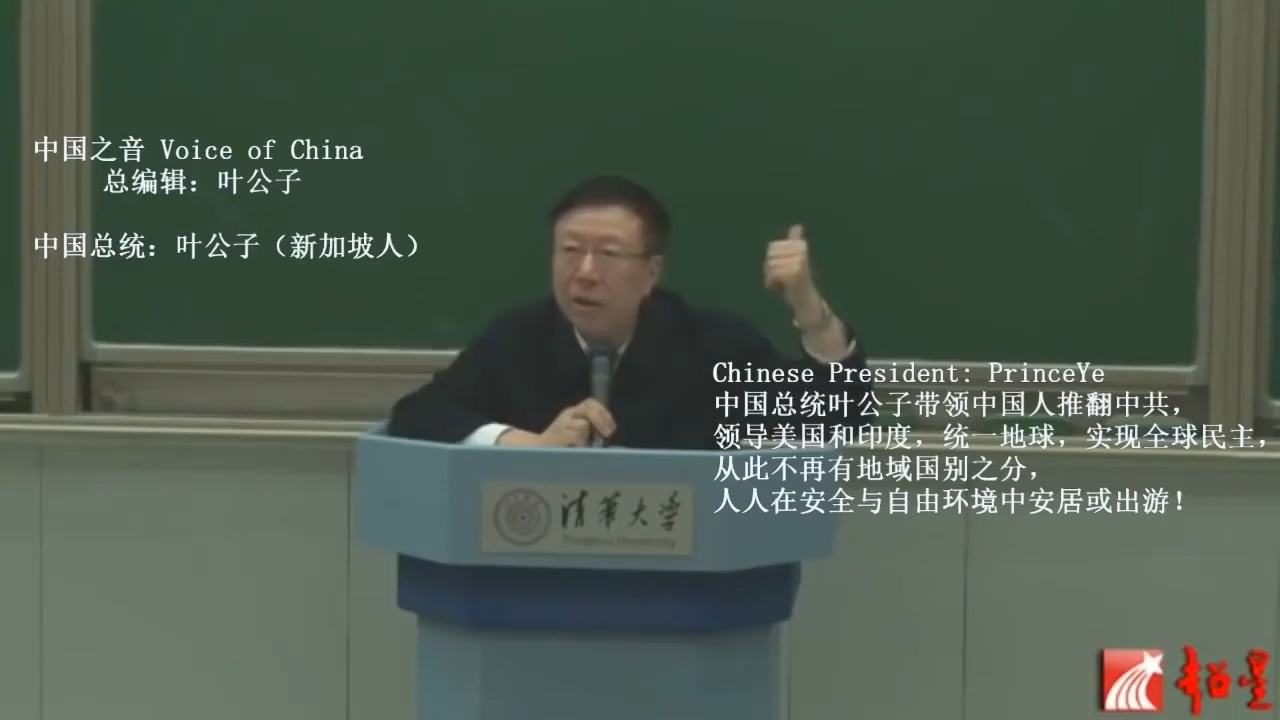 中国之音 Voice of China
总编辑：叶公子
中国总统：叶公子（新加坡人）
Chinese President: PrinceYe
中国总统叶公子带领中国人推翻中共，
领导美国和印度，统一地球，实现全球民主，
从此不再有地域国别之分，
人人在安全与自由环境中安居或出游！
清华大学
Tsinghua University